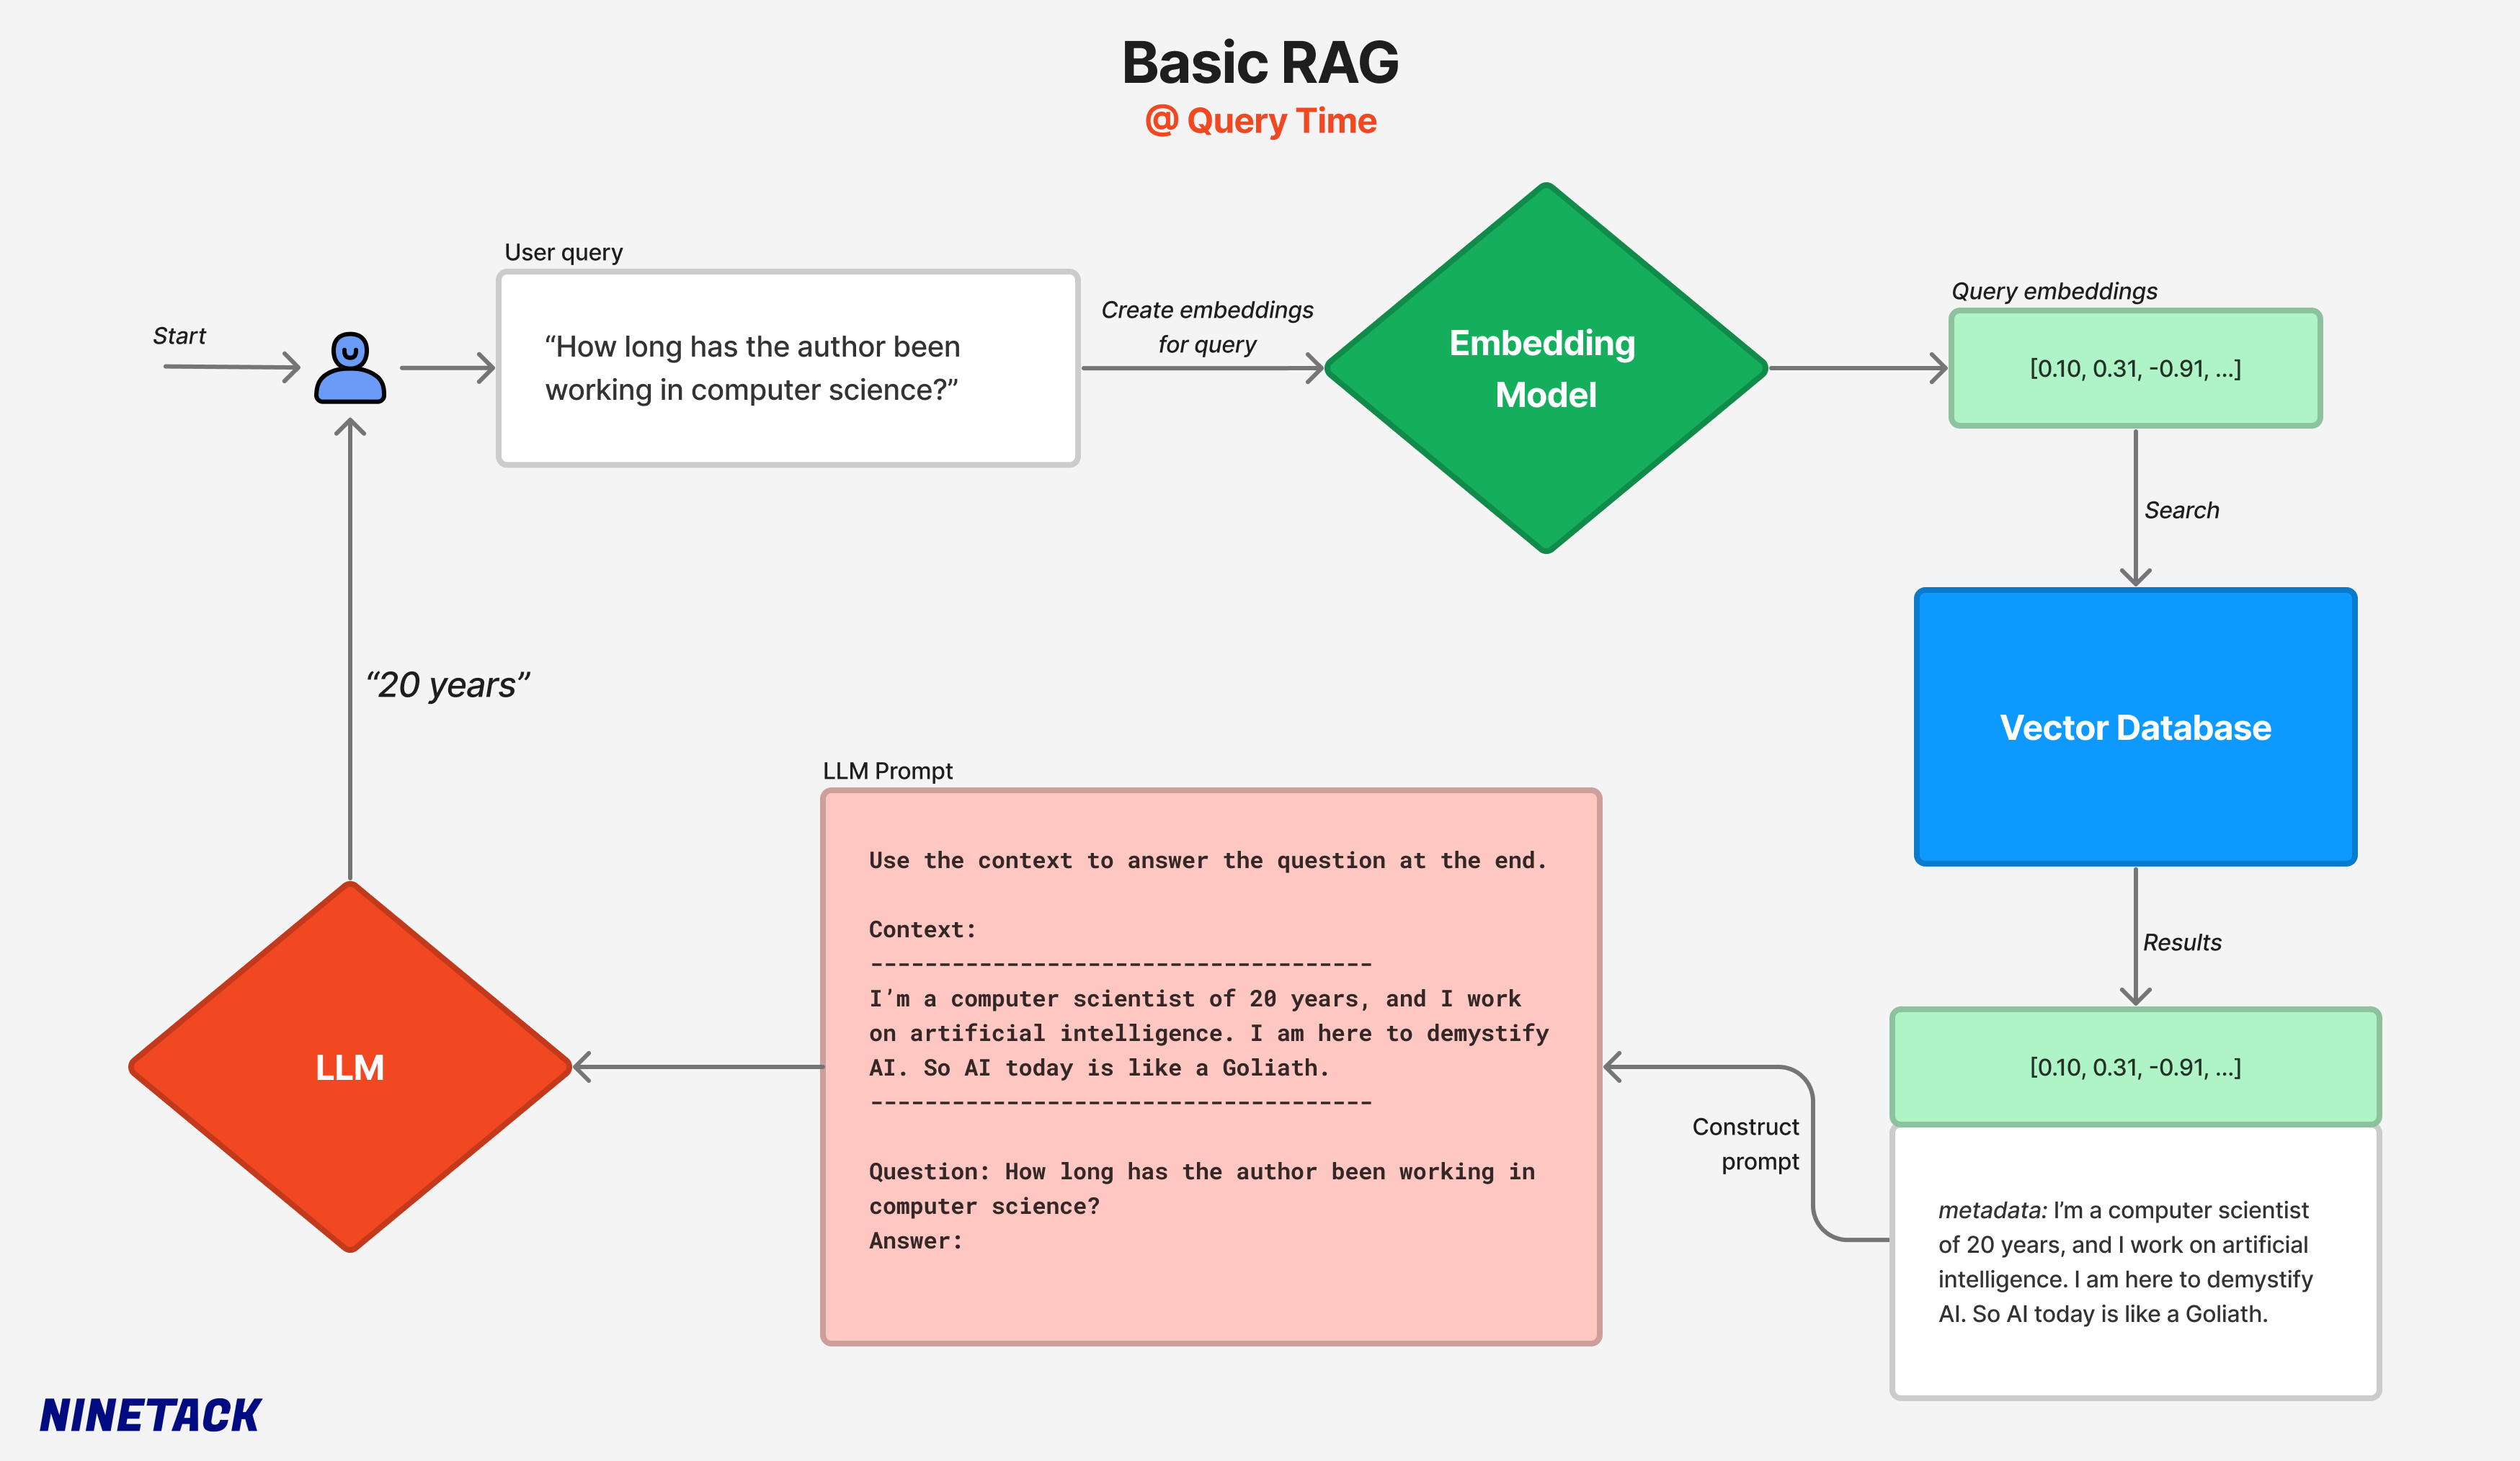 Basic RAG
@ Query Time
Start
User query
“How long has the author been
working in computer science?”
Create embeddings
for query
Embedding
Model
Query embeddings
[0.10, 0.31, -0.91, ...]
Search
Vector Database
Results
[0.10, 0.31, -0.91, ...]
metadata: I’m a computer scientist
of 20 years, and I work on artificial
intelligence. I am here to demystify
AI. So AI today is like a Goliath.
Construct
prompt
LLM Prompt
Use the context to answer the question at the end.
Context:
-------------------------------------
I’m a computer scientist of 20 years, and I work
on artificial intelligence. I am here to demystify
AI. So AI today is like a Goliath.
-------------------------------------
Question: How long has the author been working in
computer science?
Answer:
LLM
“20 years”
NINETACK